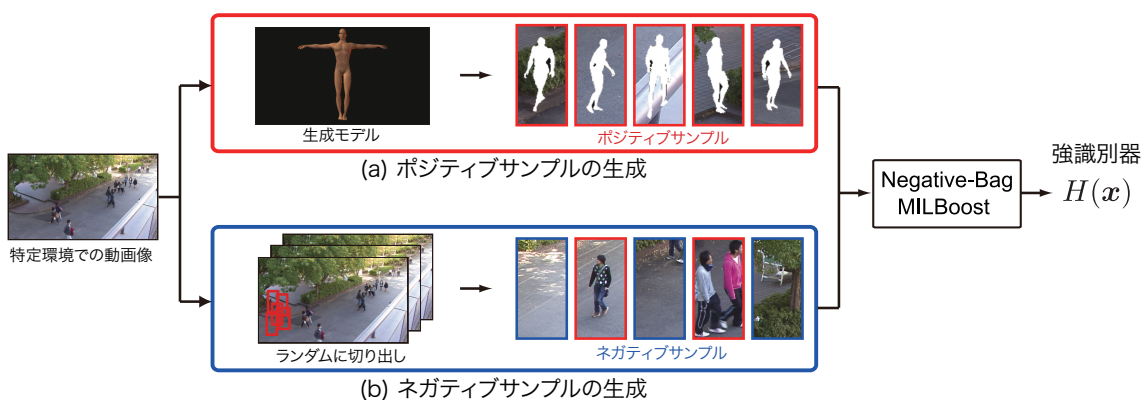 生成モデル
ポジティブサンプル
(a) ポジティブサンプルの生成
特定環境での動画像
ランダムに切り出し
ネガティブサンプル
(b) ネガティブサンプルの生成
Negative-Bag
MILBoost
強識別器
H(x)